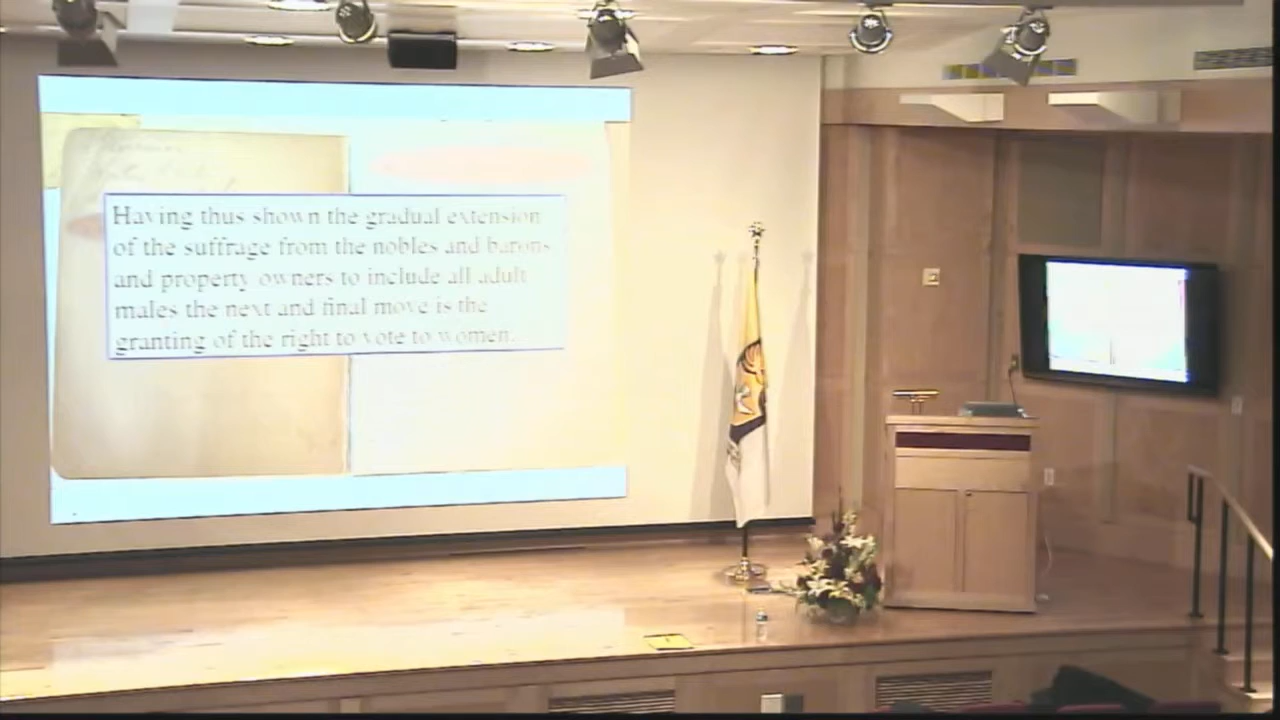 Having thus shown the gradual extension
of the suffrage from the nobles and barons
and property owners to include all adult
males the next and final move is the
granting of the right to vote to women.